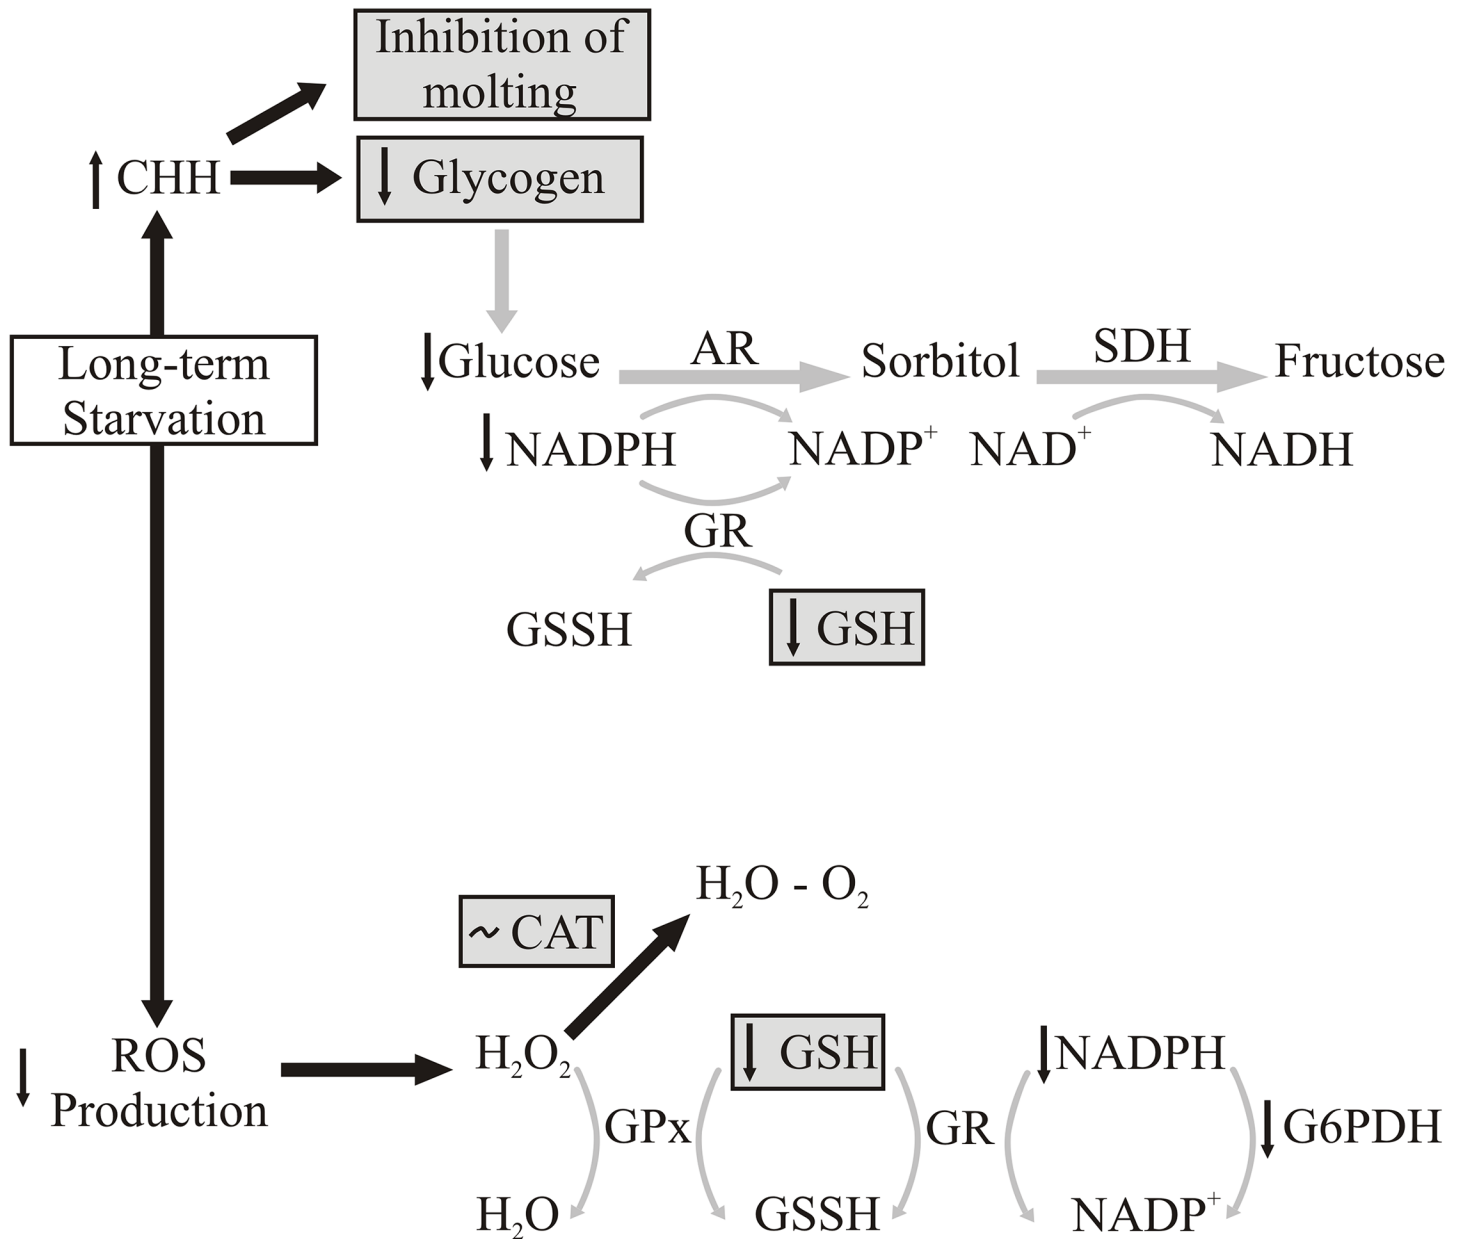 Inhibition of
molting
CHH
Glycogen
Long-term
Starvation
Glucose
AR
Sorbitol
SDH
Fructose
NADPH
NADP⁺
NAD⁺
NADH
GR
GSSH
GSH
H₂O - O₂
~ CAT
ROS
Production
H₂O₂
GSH
NADPH
GPx
GR
G6PDH
H₂O
GSSH
NADP⁺